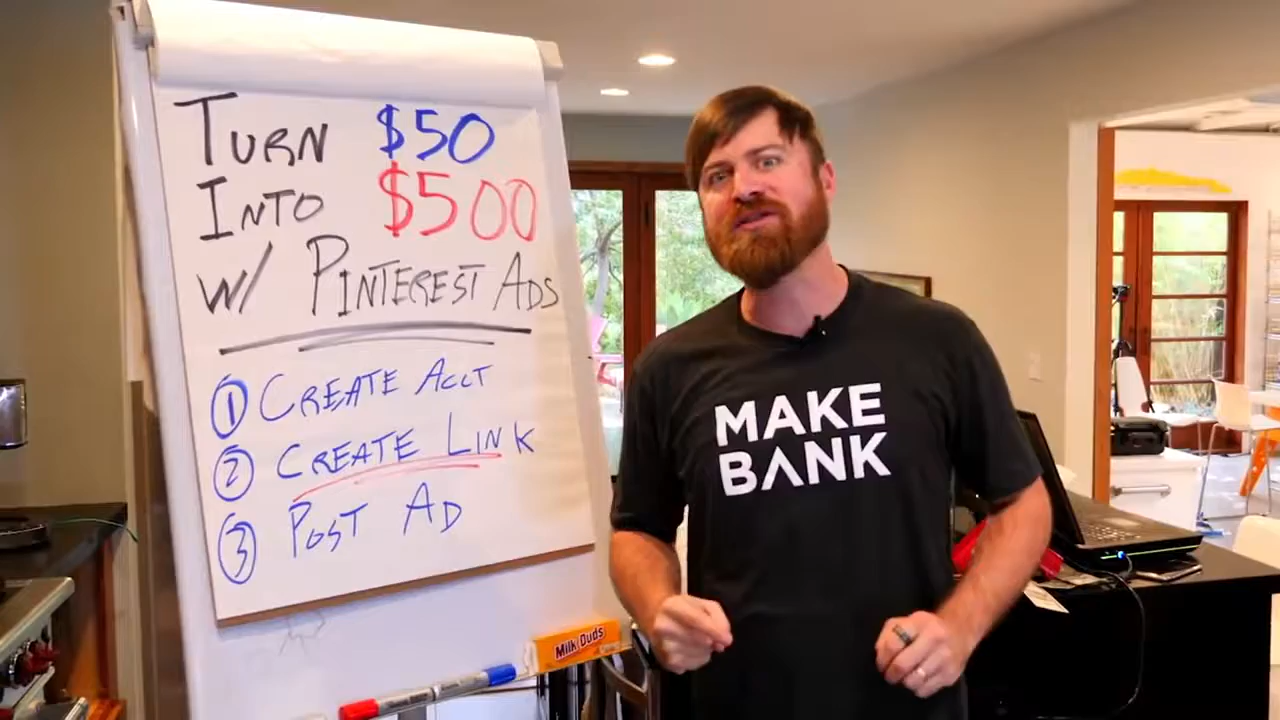 TURN $50
INTO $500
W/ PINTEREST ADS
1 CREATE ACCT
2 CREATE LINK
3 POST AD
MAKE
BANK
Milk Duds